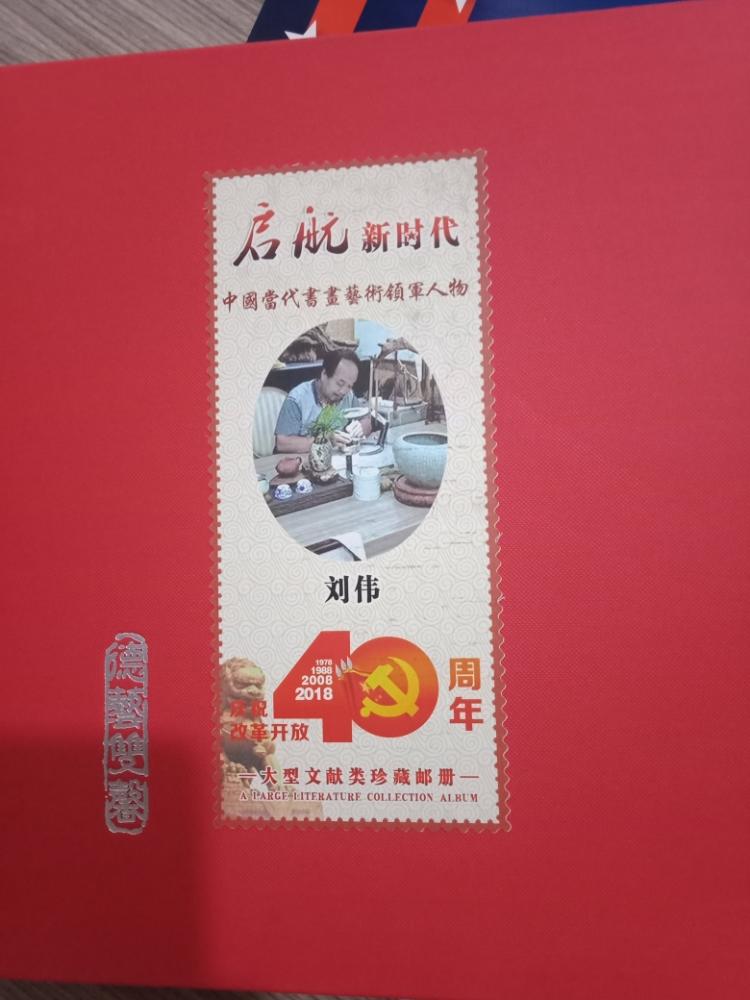 启航 新时代
中國當代書畫藝術領軍人物
刘伟
1978
1988
2008
2018
40
周年
庆祝
改革开放
大型文献类珍藏邮册
A LARGE LITERATURE COLLECTION ALBUM
德藝雙馨